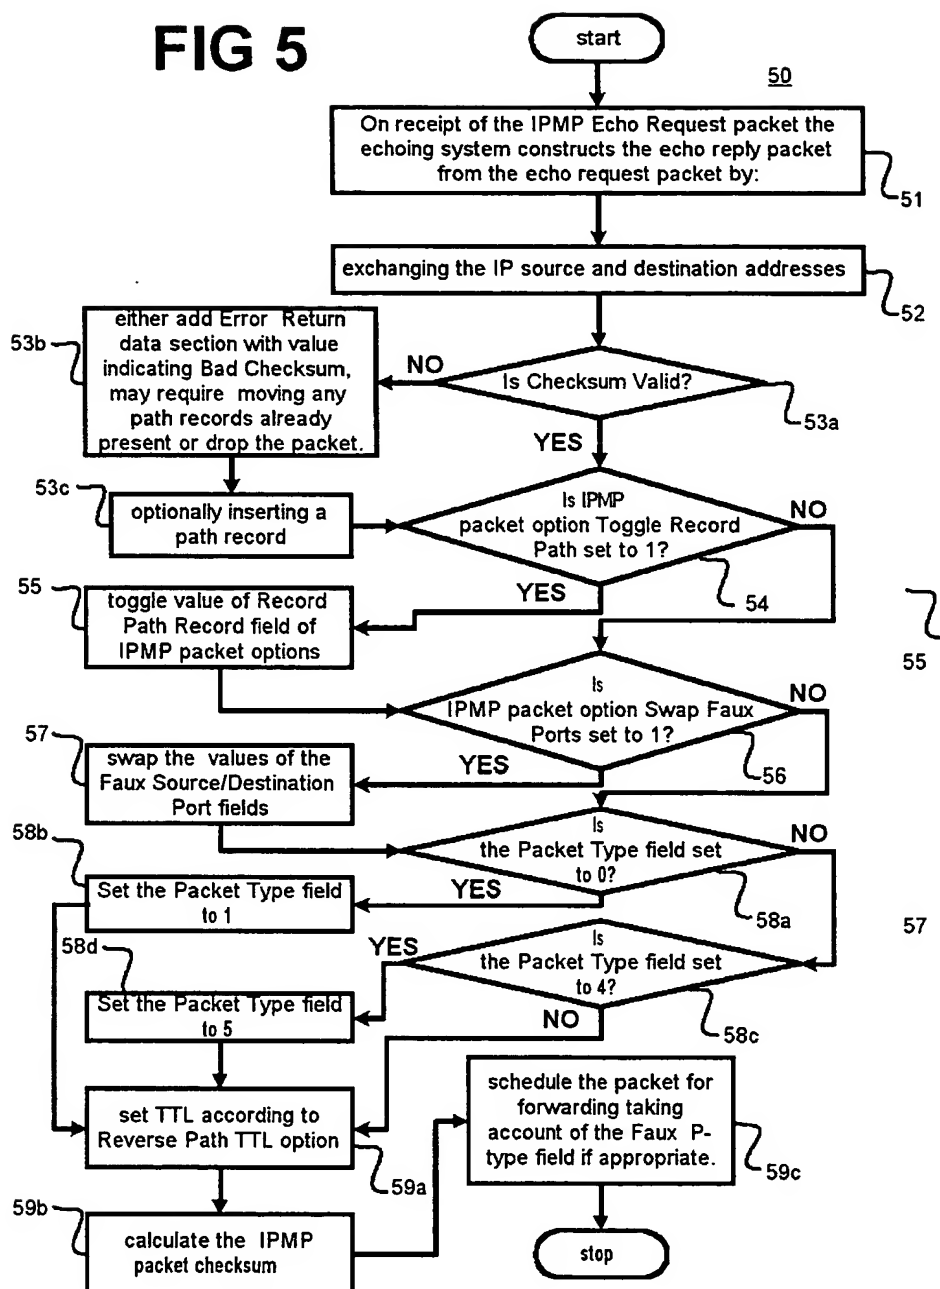 FIG 5
start
50
On receipt of the IPMP Echo Request packet the
echoing system constructs the echo reply packet
from the echo request packet by:
51
exchanging the IP source and destination addresses
52
either add Error Return
data section with value
indicating Bad Checksum,
may require moving any
path records already
present or drop the packet.
53b
NO
Is Checksum Valid?
53a
YES
53c
optionally inserting a
path record
Is IPMP
packet option Toggle Record
Path set to 1?
NO
54
YES
55
toggle value of Record
Path Record field of
IPMP packet options
55
Is
IPMP packet option Swap Faux
Ports set to 1?
NO
56
YES
57
swap the values of the
Faux Source/Destination
Port fields
Is
the Packet Type field set
to 0?
NO
58a
YES
58b
Set the Packet Type field
to 1
57
58d
YES
Is
the Packet Type field set
to 4?
58c
NO
Set the Packet Type field
to 5
set TTL according to
Reverse Path TTL option
59a
schedule the packet for
forwarding taking
account of the Faux P-
type field if appropriate.
59c
59b
calculate the IPMP
packet checksum
stop